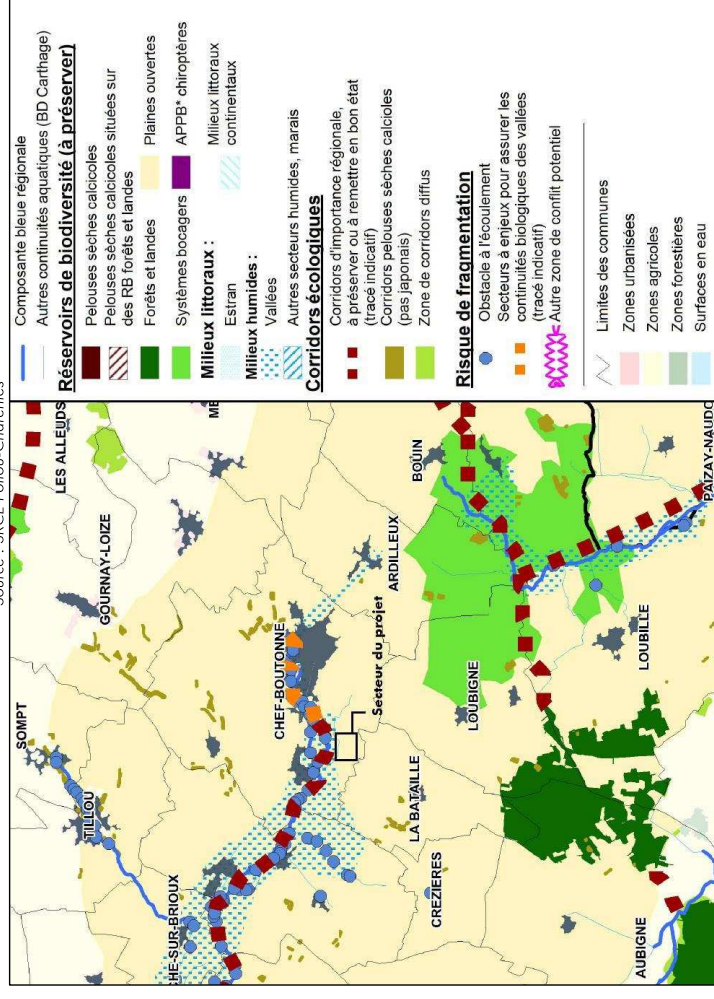 Source : SRCE Poitou-Charentes
SOMPT
TILLOU
GOURNAY-LOIZE
LES ALLEUDS
CHEF-BOUTONNE
ARDILLEUX
Secteur du projet
CHE-SUR-BRIOUX
LA BATAILLE
CREZIERES
LOUBIGNE
BOUIN
LOUBILLE
AUBIGNE
PAIZAY-NAUDO
Composante bleue régionale
Autres continuités aquatiques (BD Carthage)
Réservoirs de biodiversité (à préserver)
Pelouses sèches calcicoles
Pelouses sèches calcicoles situées sur
des RB forêts et landes
Forêts et landes
Plaines ouvertes
Systèmes bocagers
APPB* chiroptères
Milieux littoraux :
Estran
Milieux littoraux
continentaux
Milieux humides :
Vallées
Autres secteurs humides, marais
Corridors écologiques
Corridors d'importance régionale,
à préserver ou à remettre en bon état
(tracé indicatif)
Corridors pelouses sèches calcioles
(pas japonais)
Zone de corridors diffus
Risque de fragmentation
Obstacle à l'écoulement
Secteurs à enjeux pour assurer les
continuités biologiques des vallées
(tracé indicatif)
Autre zone de conflit potentiel
Limites des communes
Zones urbanisées
Zones agricoles
Zones forestières
Surfaces en eau